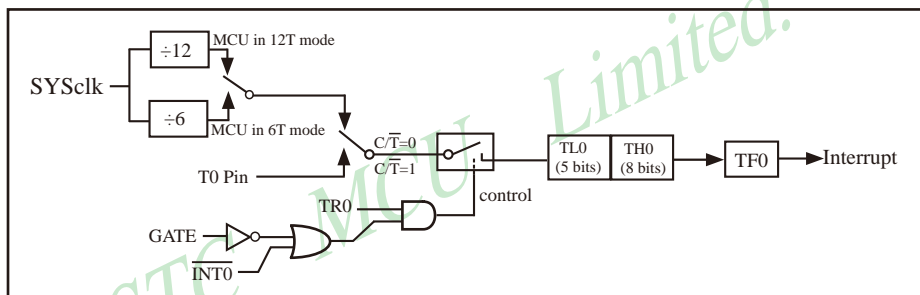 ÷12
MCU in 12T mode
SYSclk
÷6
MCU in 6T mode
C/T̅=0
C/T̅=1
T0 Pin
TL0
(5 bits)
TH0
(8 bits)
TF0
Interrupt
control
TR0
GATE
I̅N̅T̅0̅
STC MCU Limited.